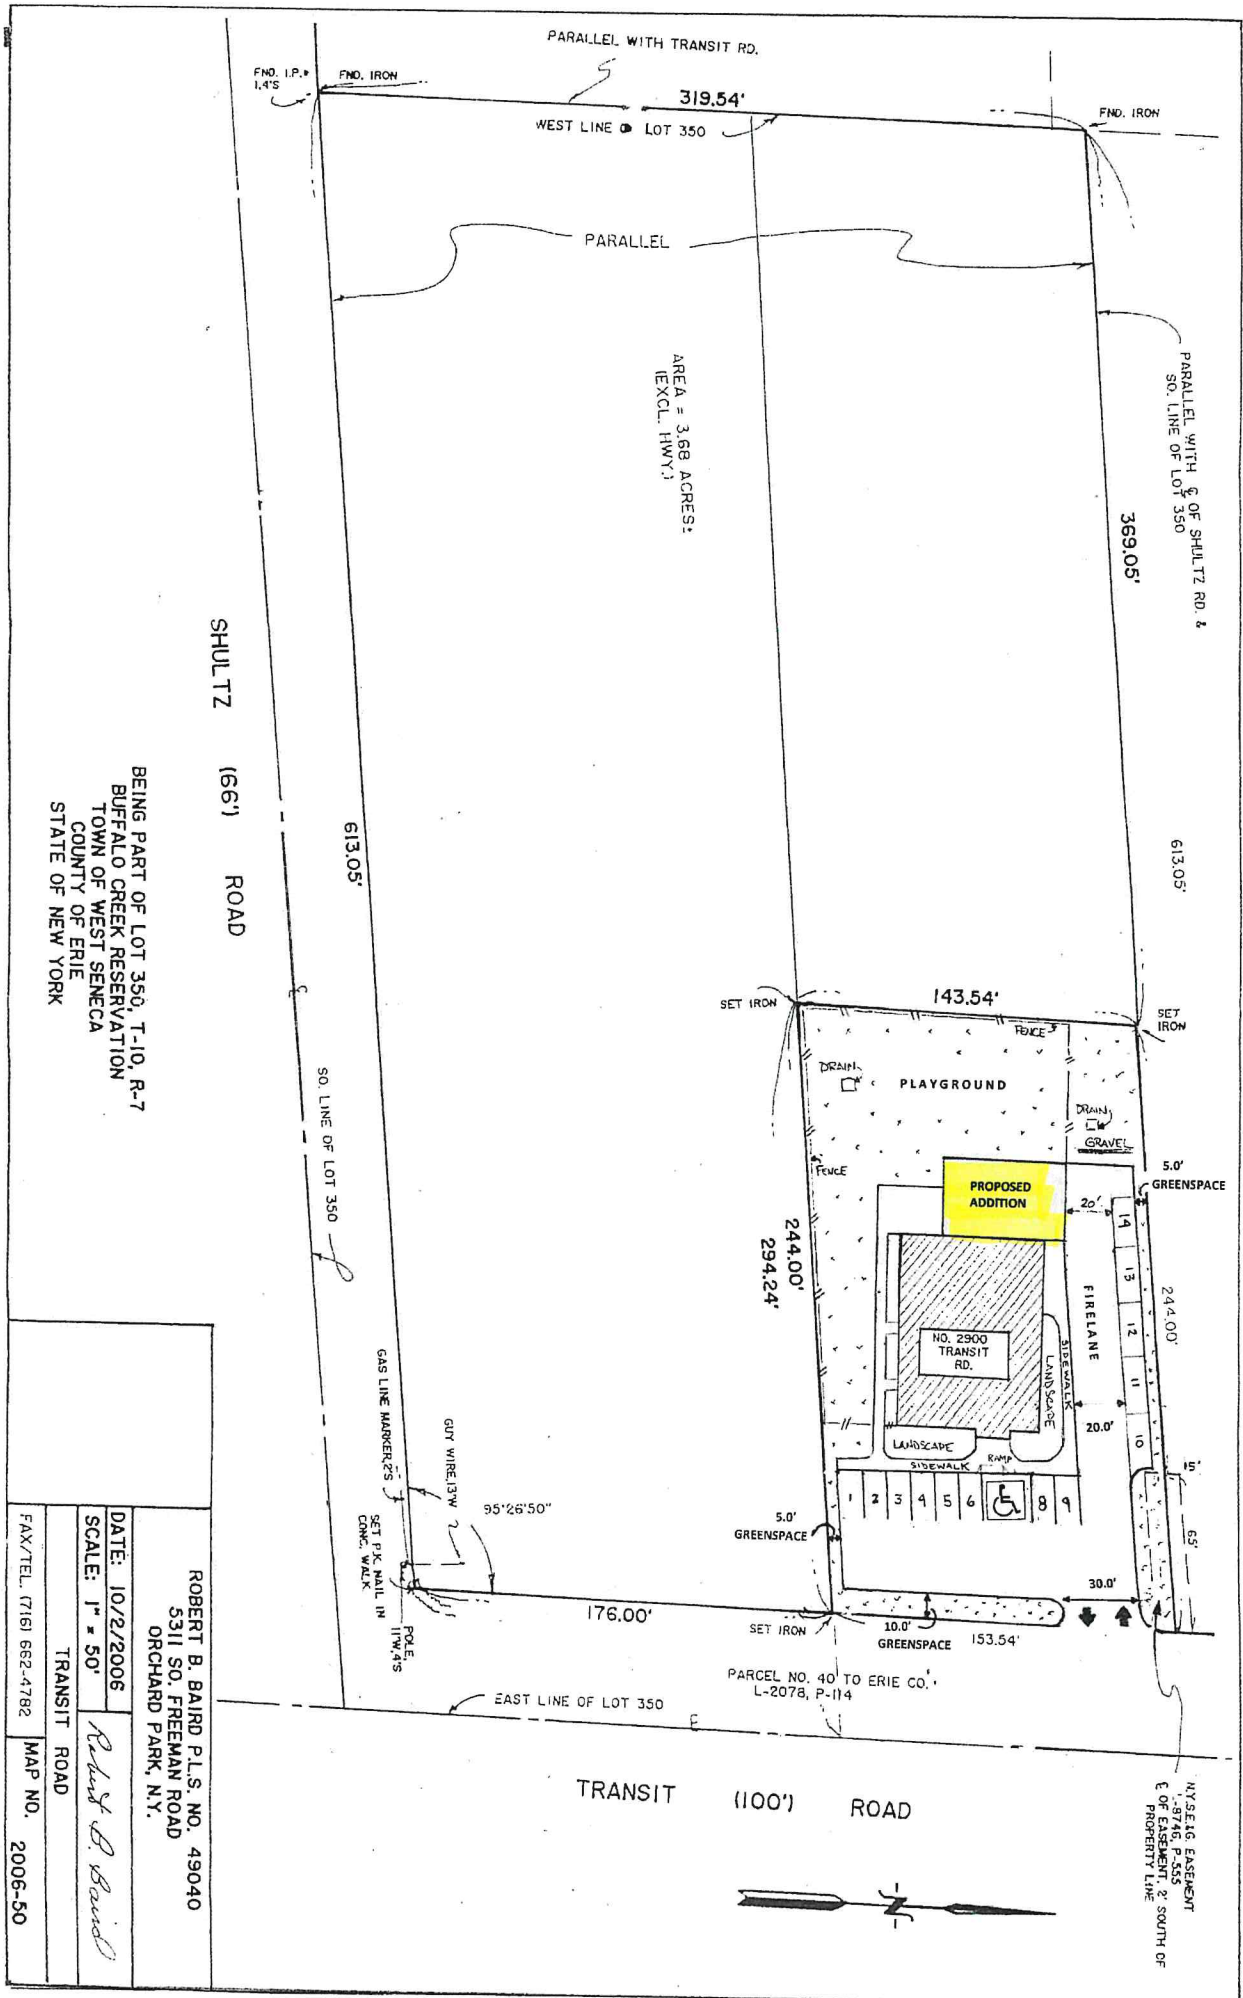 PARALLEL WITH TRANSIT RD.
FND. I.P.
1.4'S
FND. IRON
319.54'
WEST LINE LOT 350
FND. IRON
PARALLEL
PARALLEL WITH ℄ OF SHULTZ RD. &
SO. LINE OF LOT 350
AREA = 3.68 ACRES±
(EXCL. HWY.)
369.05'
613.05'
SHULTZ (66') ROAD
613.05'
SO. LINE OF LOT 350
BEING PART OF LOT 350, T-10, R-7
BUFFALO CREEK RESERVATION
TOWN OF WEST SENECA
COUNTY OF ERIE
STATE OF NEW YORK
SET IRON
143.54'
SET
IRON
FENCE
DRAIN
PLAYGROUND
DRAIN
GRAVEL
FENCE
5.0'
GREENSPACE
PROPOSED
ADDITION
20'
14
13
12
11
10
FIRELANE
244.00'
244.00'
294.24'
NO. 2900
TRANSIT
RD.
SIDEWALK
LANDSCAPE
20.0'
LANDSCAPE
SIDEWALK
RAMP
15'
1 2 3 4 5 6 8 9
65'
5.0'
GREENSPACE
30.0'
10.0'
GREENSPACE
153.54'
GAS LINE MARKER,2'S
GUY WIRE,13'W
95°26'50"
SET P.K. NAIL IN
CONC. WALK
POLE,
11'W,4'S
176.00'
SET IRON
PARCEL NO. 40 TO ERIE CO.
L-2078, P-114
EAST LINE OF LOT 350
TRANSIT (100') ROAD
N.Y.S.E.&G. EASEMENT
L-8746, P-555
℄ OF EASEMENT, 2' SOUTH OF
PROPERTY LINE
N
ROBERT B. BAIRD P.L.S. NO. 49040
5311 SO. FREEMAN ROAD
ORCHARD PARK, N.Y.
DATE: 10/2/2006
SCALE: 1" = 50'
Robert B. Baird
TRANSIT ROAD
FAX/TEL. (716) 662-4782
MAP NO. 2006-50